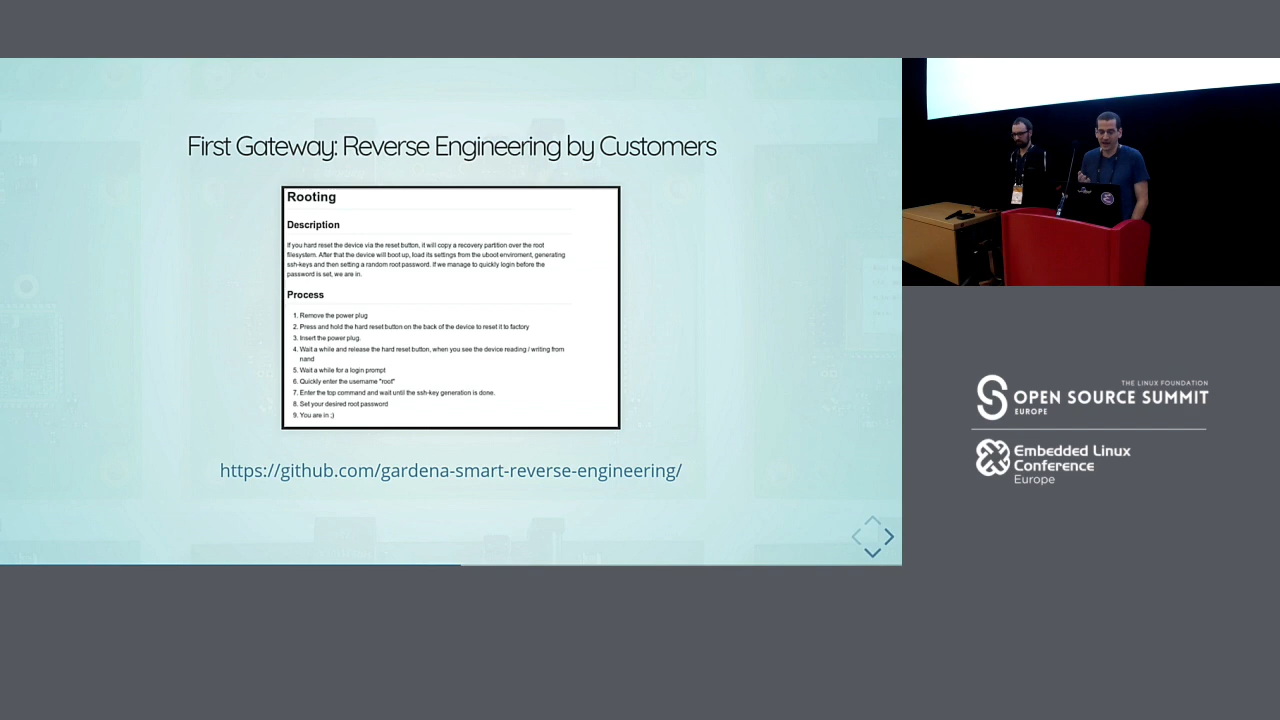 First Gateway: Reverse Engineering by Customers
Rooting
Description
If you hard reset the device via the reset button, it will copy a recovery partition over the root
filesystem. After that the device will boot up, load its settings from the uboot enviroment, generating
ssh-keys and then setting a random root password. If we manage to quickly login before the
password is set, we are in.
Process
1. Remove the power plug
2. Press and hold the hard reset button on the back of the device to reset it to factory
3. Insert the power plug.
4. Wait a while and release the hard reset button, when you see the device reading / writing from
nand
5. Wait a while for a login prompt
6. Quickly enter the username "root"
7. Enter the top command and wait until the ssh-key generation is done.
8. Set your desired root password
9. You are in ;)
https://github.com/gardena-smart-reverse-engineering/
THE LINUX FOUNDATION
OPEN SOURCE SUMMIT
EUROPE
Embedded Linux
Conference
Europe